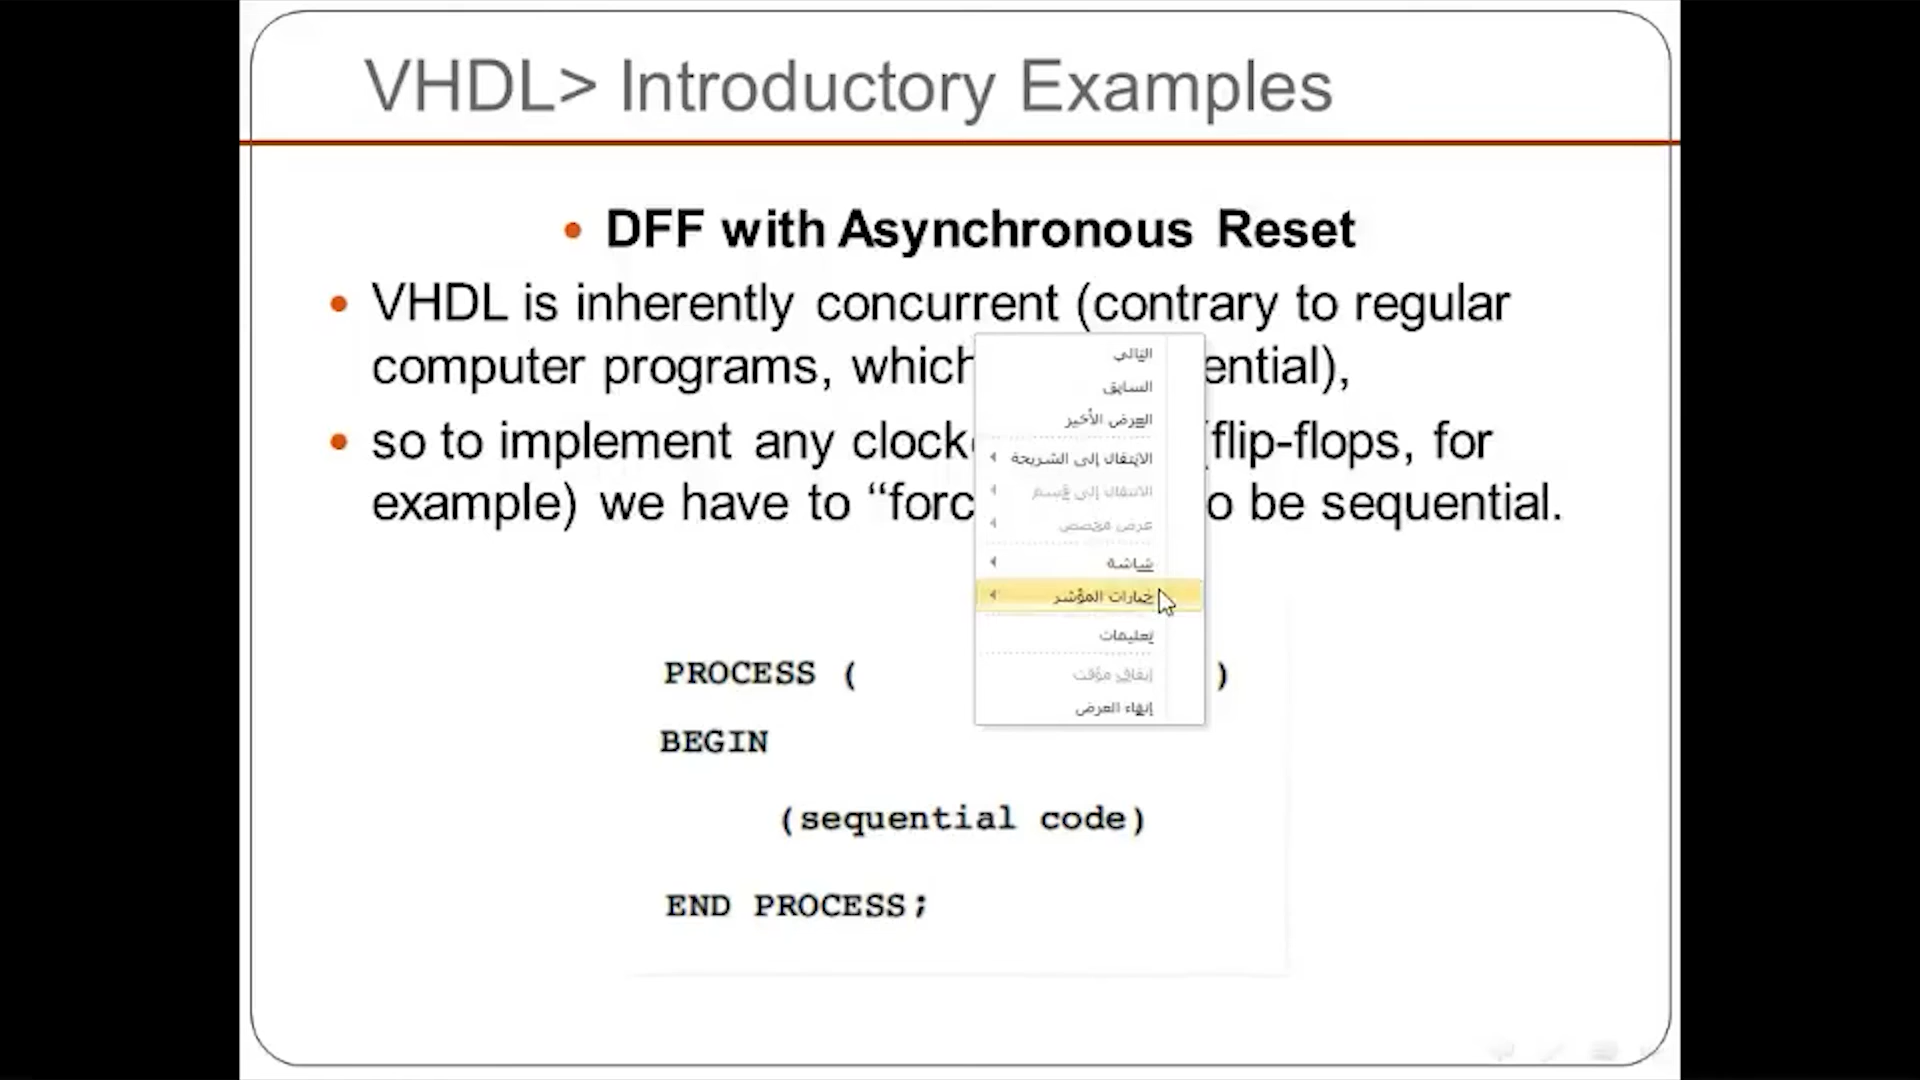 VHDL> Introductory Examples
• DFF with Asynchronous Reset
• VHDL is inherently concurrent (contrary to regular
computer programs, which ential),
• so to implement any clock (flip-flops, for
example) we have to “forc o be sequential.
التالي
السابق
العرض الأخير
الانتقال إلى الشريحة
الانتقال إلى قسم
عرض مخصص
شاشة
خيارات المؤشر
تعليمات
إيقاف مؤقت
إنهاء العرض
PROCESS ( )
BEGIN
(sequential code)
END PROCESS;